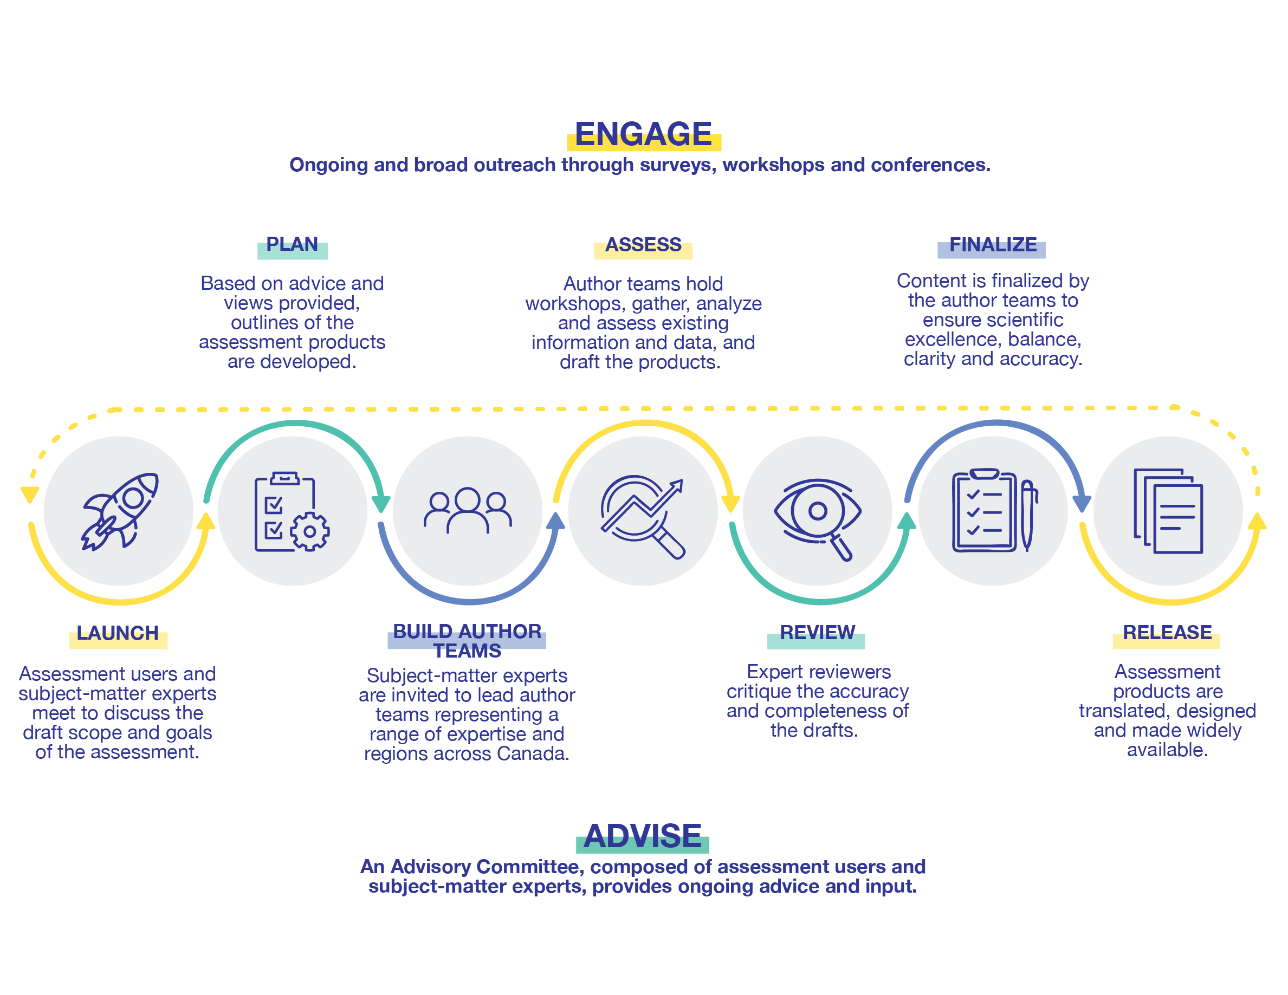 ENGAGE
Ongoing and broad outreach through surveys, workshops and conferences.
PLAN
Based on advice and
views provided,
outlines of the
assessment products
are developed.
ASSESS
Author teams hold
workshops, gather, analyze
and assess existing
information and data, and
draft the products.
FINALIZE
Content is finalized by
the author teams to
ensure scientific
excellence, balance,
clarity and accuracy.
LAUNCH
Assessment users and
subject-matter experts
meet to discuss the
draft scope and goals
of the assessment.
BUILD AUTHOR
TEAMS
Subject-matter experts
are invited to lead author
teams representing a
range of expertise and
regions across Canada.
REVIEW
Expert reviewers
critique the accuracy
and completeness of
the drafts.
RELEASE
Assessment
products are
translated, designed
and made widely
available.
ADVISE
An Advisory Committee, composed of assessment users and
subject-matter experts, provides ongoing advice and input.